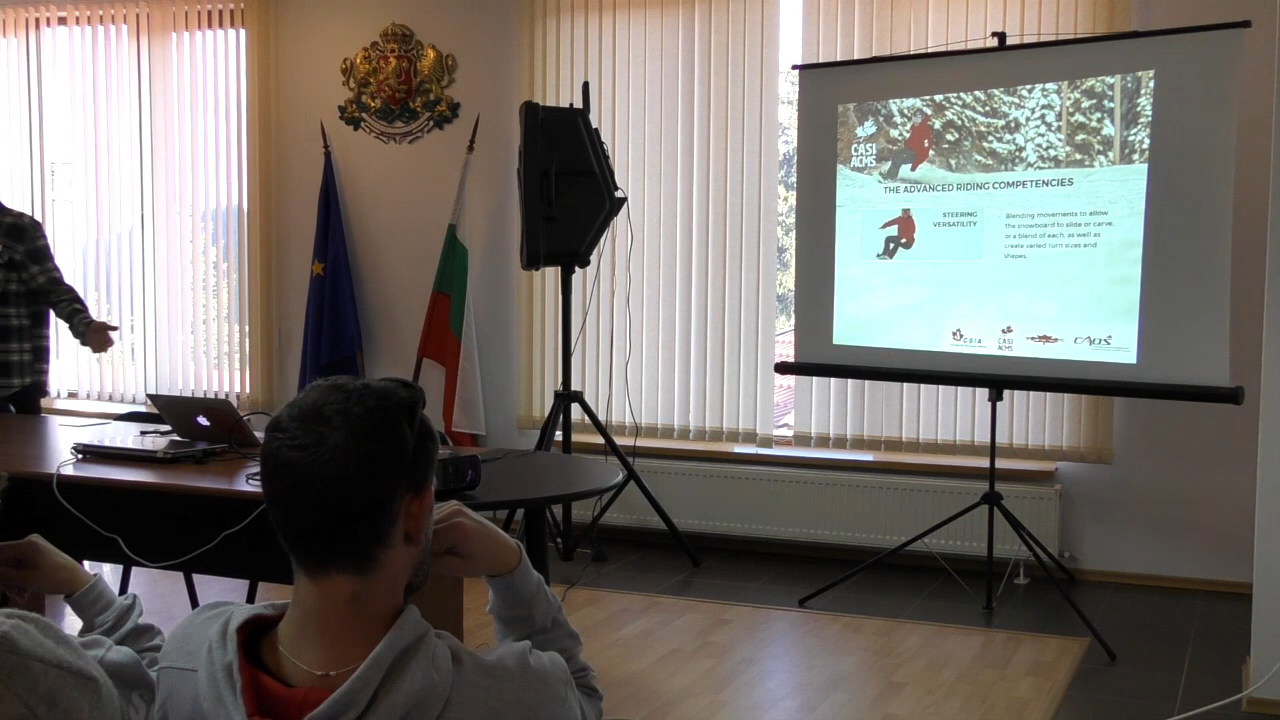 CASI
ACMS
THE ADVANCED RIDING COMPETENCIES
STEERING
VERSATILITY
Blending movements to allow
the snowboard to slide or carve,
or a blend of each, as well as
create varied turn sizes and
shapes.
CSIA
CASI
ACMS
CADS